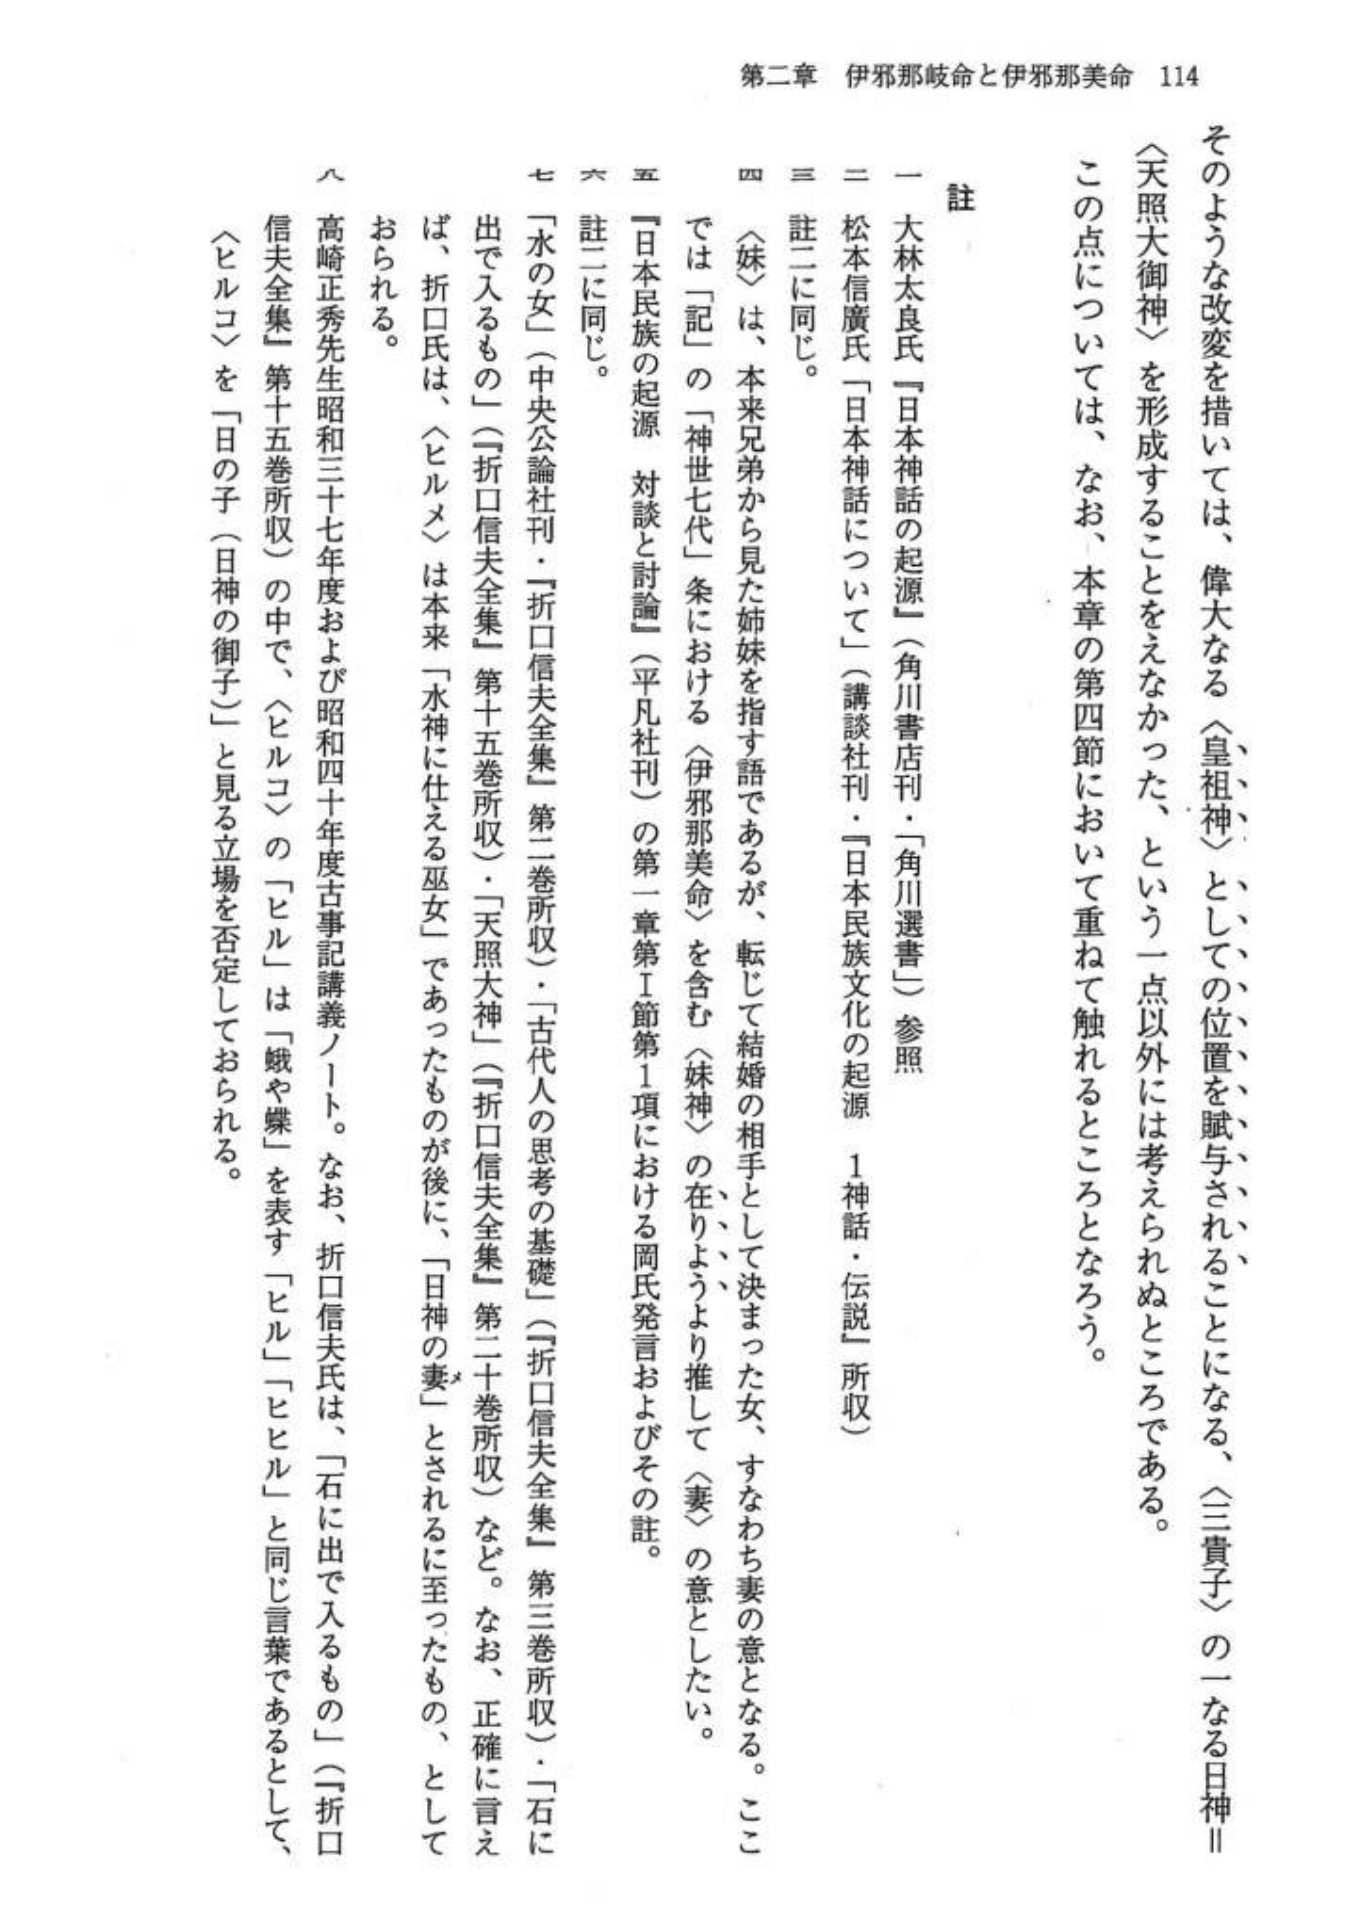 第二章　伊邪那岐命と伊邪那美命　114
そのような改変を措いては、偉大なる〈皇祖神〉としての位置を賦与されることになる、〈三貴子〉の一なる日神＝
〈天照大御神〉を形成することをえなかった、という一点以外には考えられぬところである。
この点については、なお、本章の第四節において重ねて触れるところとなろう。
註
一　大林太良氏『日本神話の起源』（角川書店刊・「角川選書」）参照
二　松本信廣氏「日本神話について」（講談社刊・『日本民族文化の起源　1神話・伝説』所収）
三　註二に同じ。
四　〈妹〉は、本来兄弟から見た姉妹を指す語であるが、転じて結婚の相手として決まった女、すなわち妻の意となる。ここ
では「記」の「神世七代」条における〈伊邪那美命〉を含む〈妹神〉の在りようより推して〈妻〉の意としたい。
五　『日本民族の起源　対談と討論』（平凡社刊）の第一章第Ⅰ節第1項における岡氏発言およびその註。
六　註二に同じ。
七　「水の女」（中央公論社刊・『折口信夫全集』第二巻所収）・「古代人の思考の基礎」（『折口信夫全集』第三巻所収）・「石に
出で入るもの」（『折口信夫全集』第十五巻所収）・「天照大神」（『折口信夫全集』第二十巻所収）など。なお、正確に言え
ば、折口氏は、〈ヒルメ〉は本来「水神に仕える巫女」であったものが後に、「日神の妻メ」とされるに至ったもの、として
おられる。
八　高崎正秀先生昭和三十七年度および昭和四十年度古事記講義ノート。なお、折口信夫氏は、「石に出で入るもの」（『折口
信夫全集』第十五巻所収）の中で、〈ヒルコ〉の「ヒル」は「蛾や蝶」を表す「ヒル」「ヒヒル」と同じ言葉であるとして、
〈ヒルコ〉を「日の子（日神の御子）」と見る立場を否定しておられる。